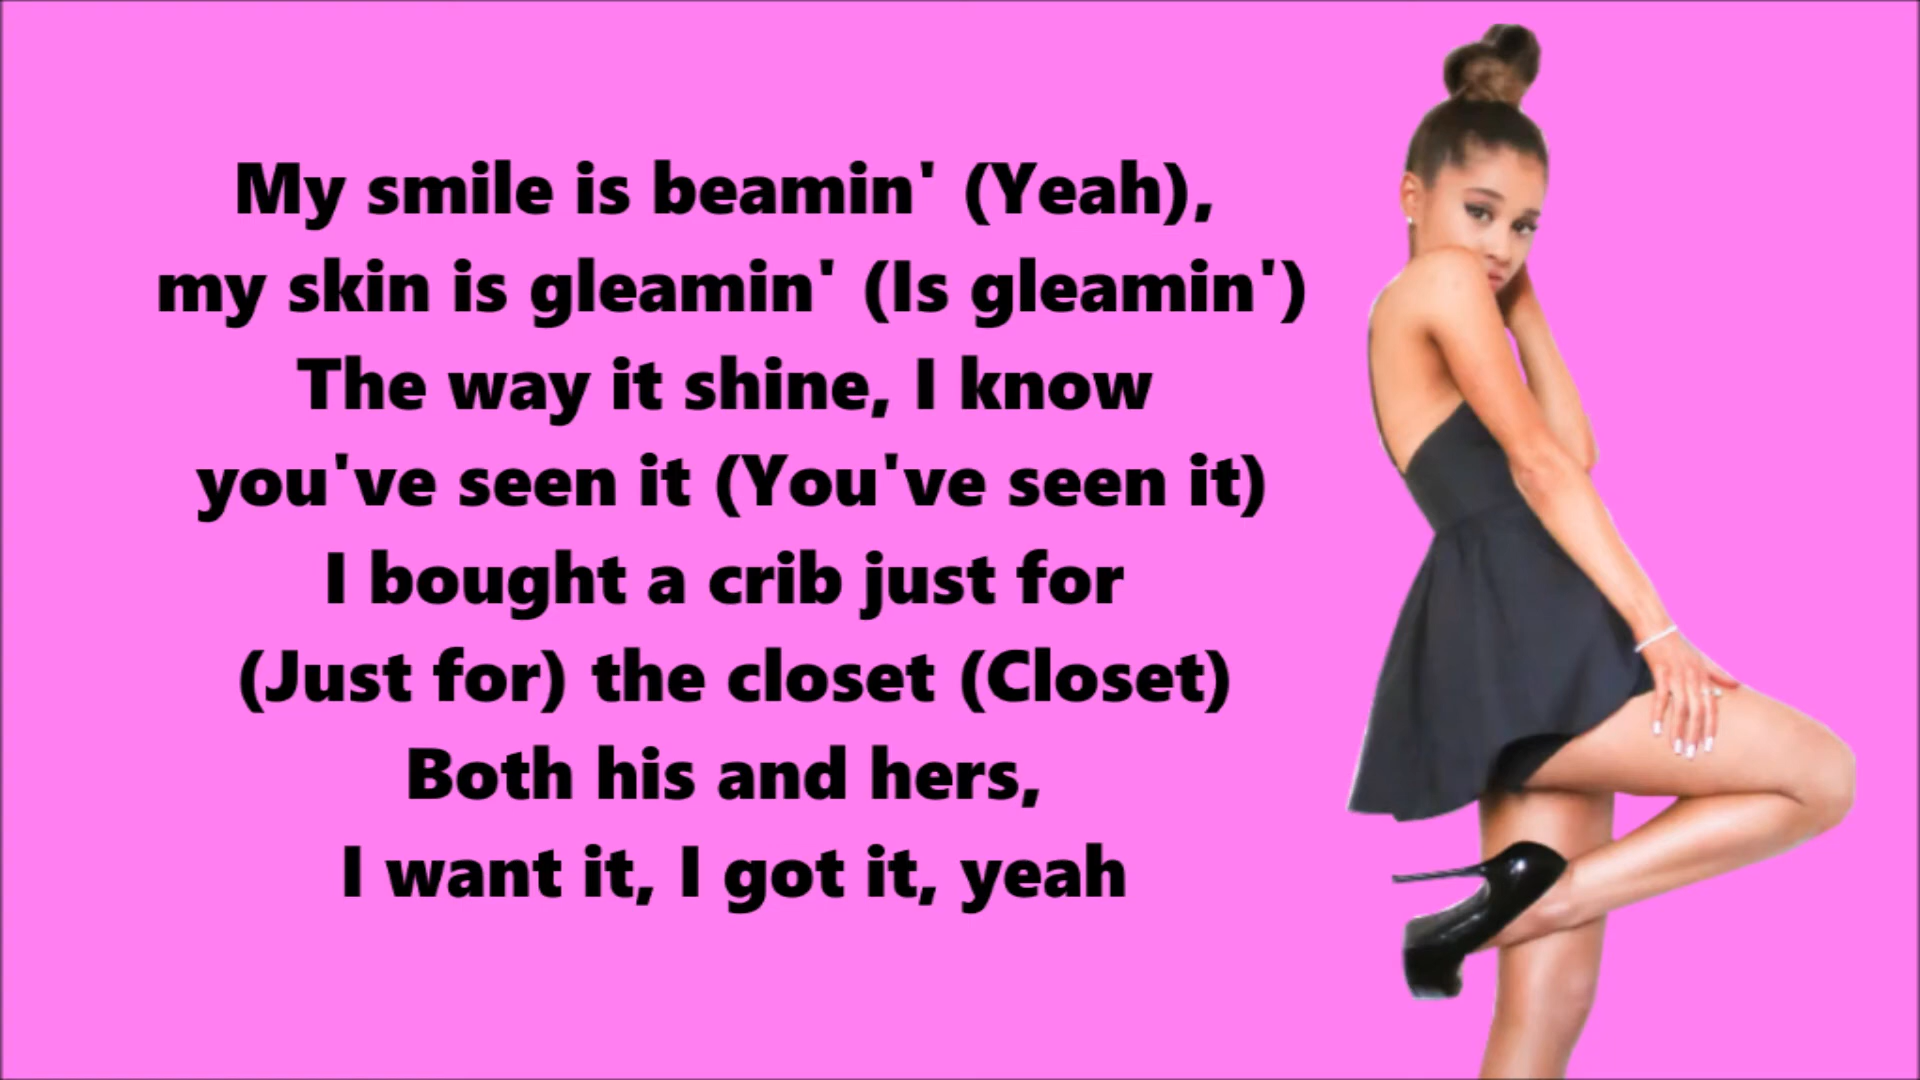 My smile is beamin' (Yeah),
my skin is gleamin' (Is gleamin')
The way it shine, I know
you've seen it (You've seen it)
I bought a crib just for
(Just for) the closet (Closet)
Both his and hers,
I want it, I got it, yeah